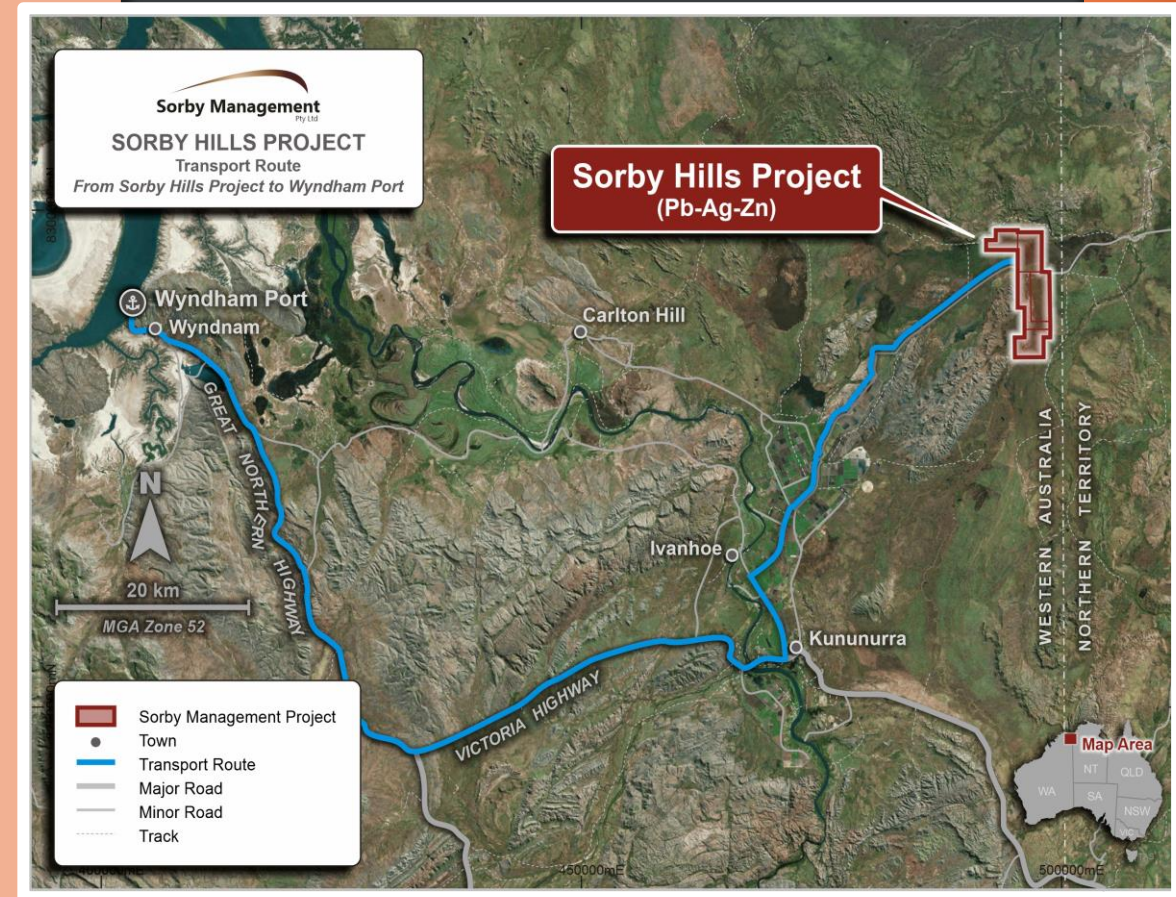 Sorby Management
Pty Ltd
SORBY HILLS PROJECT
Transport Route
From Sorby Hills Project to Wyndham Port
Sorby Hills Project
(Pb-Ag-Zn)
Wyndham Port
Wyndnam
Carlton Hill
GREAT NORTHERN HIGHWAY
WESTERN AUSTRALIA
NORTHERN TERRITORY
N
20 km
MGA Zone 52
Ivanhoe
Kununurra
VICTORIA HIGHWAY
Sorby Management Project
Town
Transport Route
Major Road
Minor Road
Track
Map Area
NT
QLD
WA
SA
NSW
VIC
450000mE
500000mE